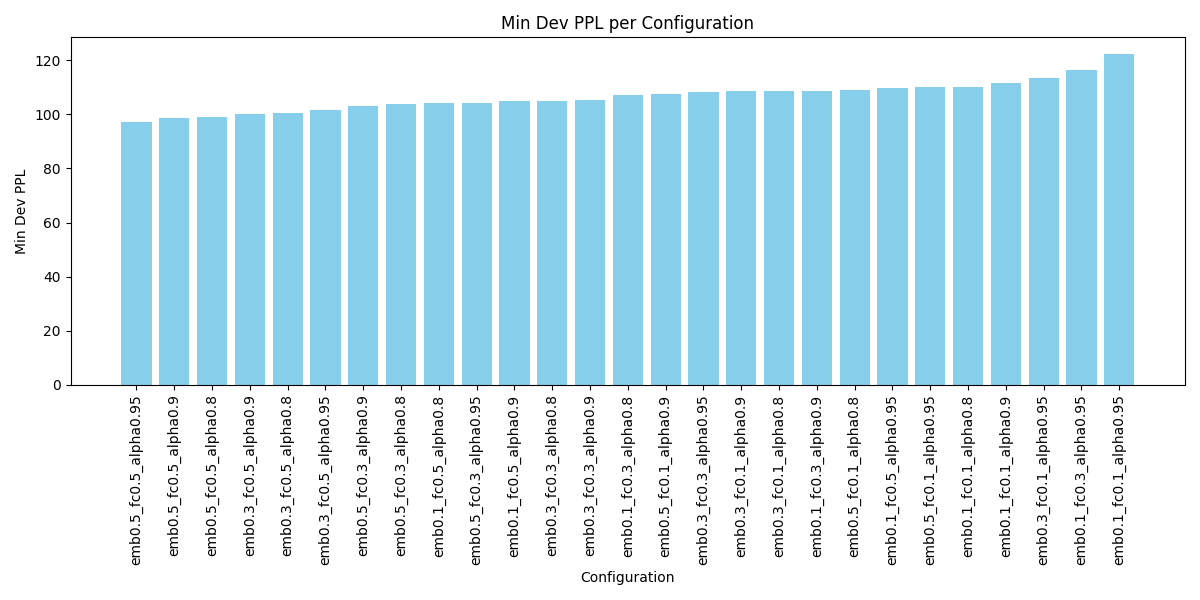 Min Dev PPL per Configuration
Min Dev PPL
120
100
80
60
40
20
0
emb0.5_fc0.5_alpha0.95
emb0.5_fc0.5_alpha0.9
emb0.5_fc0.5_alpha0.8
emb0.3_fc0.5_alpha0.9
emb0.3_fc0.5_alpha0.8
emb0.3_fc0.5_alpha0.95
emb0.5_fc0.3_alpha0.9
emb0.5_fc0.3_alpha0.8
emb0.1_fc0.5_alpha0.8
emb0.5_fc0.3_alpha0.95
emb0.1_fc0.5_alpha0.9
emb0.3_fc0.3_alpha0.8
emb0.3_fc0.3_alpha0.9
emb0.1_fc0.3_alpha0.8
emb0.5_fc0.1_alpha0.9
emb0.3_fc0.3_alpha0.95
emb0.3_fc0.1_alpha0.9
emb0.3_fc0.1_alpha0.8
emb0.1_fc0.3_alpha0.9
emb0.5_fc0.1_alpha0.8
emb0.1_fc0.5_alpha0.95
emb0.5_fc0.1_alpha0.95
emb0.1_fc0.1_alpha0.8
emb0.1_fc0.1_alpha0.9
emb0.3_fc0.1_alpha0.95
emb0.1_fc0.3_alpha0.95
emb0.1_fc0.1_alpha0.95
Configuration